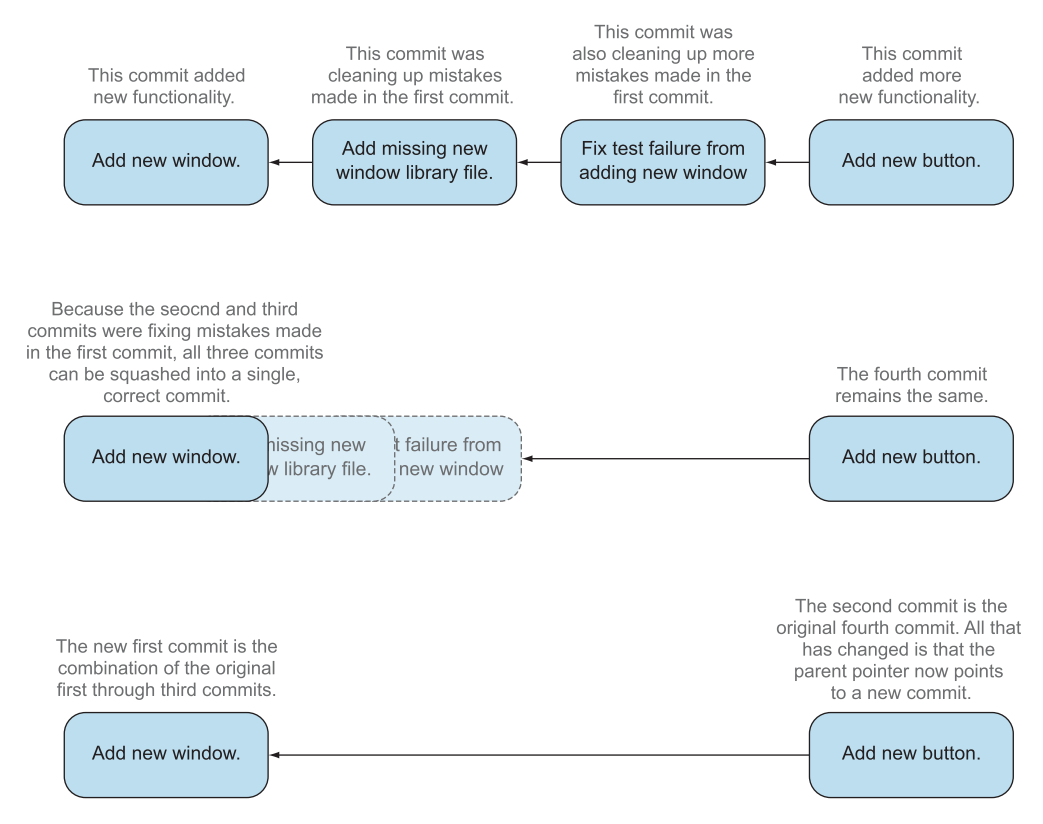 This commit added
new functionality.
This commit was
cleaning up mistakes
made in the first commit.
This commit was
also cleaning up more
mistakes made in the
first commit.
This commit
added more
new functionality.
Add new window.
Add missing new
window library file.
Fix test failure from
adding new window
Add new button.
Because the seocnd and third
commits were fixing mistakes made
in the first commit, all three commits
can be squashed into a single,
correct commit.
The fourth commit
remains the same.
Add new window.
missing new
library file.
failure from
new window
Add new button.
The new first commit is the
combination of the original
first through third commits.
The second commit is the
original fourth commit. All that
has changed is that the
parent pointer now points
to a new commit.
Add new window.
Add new button.